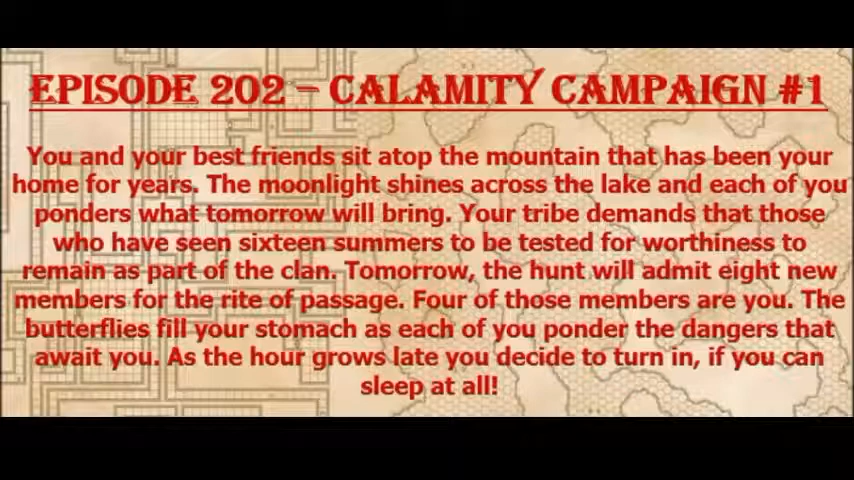 EPISODE 202 – CALAMITY CAMPAIGN #1
You and your best friends sit atop the mountain that has been your
home for years. The moonlight shines across the lake and each of you
ponders what tomorrow will bring. Your tribe demands that those
who have seen sixteen summers to be tested for worthiness to
remain as part of the clan. Tomorrow, the hunt will admit eight new
members for the rite of passage. Four of those members are you. The
butterflies fill your stomach as each of you ponder the dangers that
await you. As the hour grows late you decide to turn in, if you can
sleep at all!